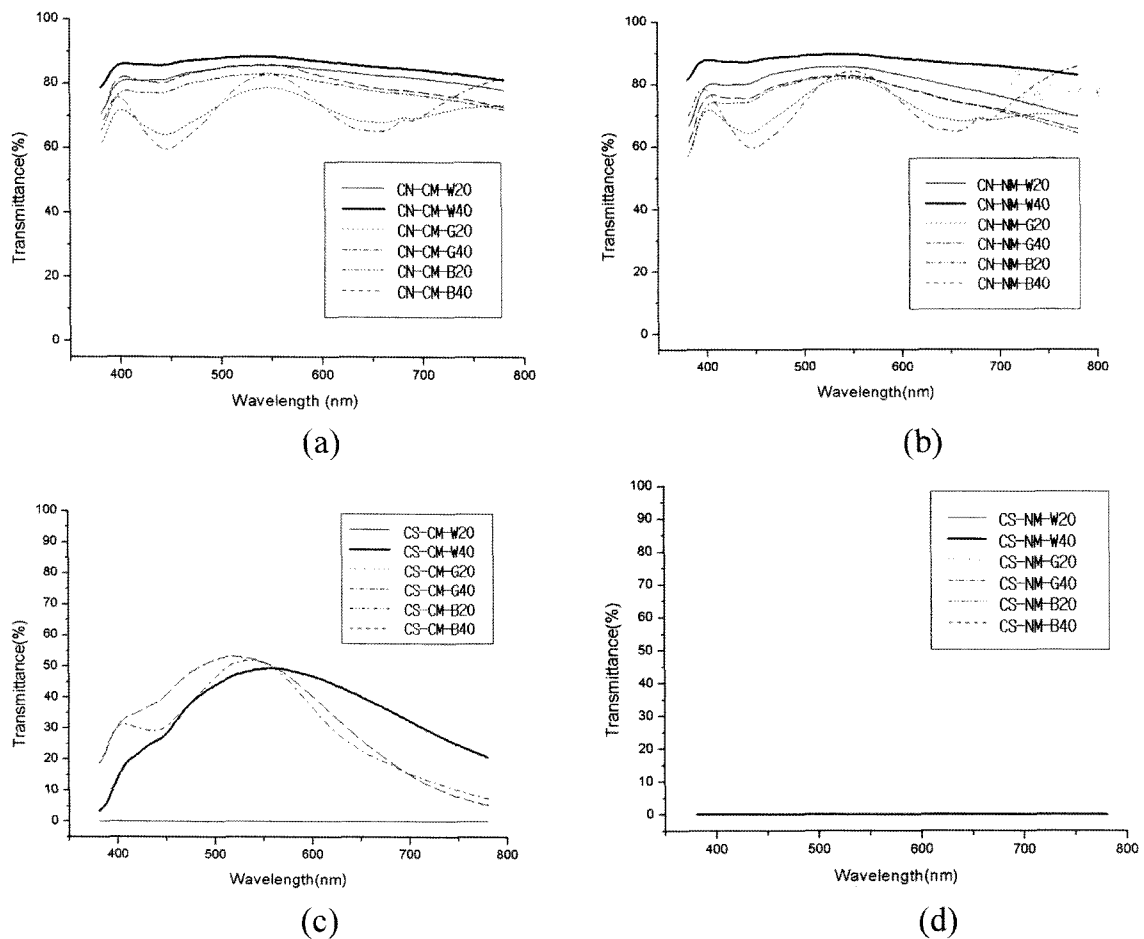 100
80
60
40
20
0
Transmittance(%)
CN-CM-W20
CN-CM-W40
CN-CM-G20
CN-CM-G40
CN-CM-B20
CN-CM-B40
400 500 600 700 800
Wavelength (nm)
(a)
100
80
60
40
20
0
Transmittance(%)
CN-NM-W20
CN-NM-W40
CN-NM-G20
CN-NM-G40
CN-NM-B20
CN-NM-B40
400 500 600 700 800
Wavelength(nm)
(b)
100
90
80
70
60
50
40
30
20
10
0
Transmittance(%)
CS-CM-W20
CS-CM-W40
CS-CM-G20
CS-CM-G40
CS-CM-B20
CS-CM-B40
400 500 600 700 800
Wavelength(nm)
(c)
100
90
80
70
60
50
40
30
20
10
0
Transmittance(%)
CS-NM-W20
CS-NM-W40
CS-NM-G20
CS-NM-G40
CS-NM-B20
CS-NM-B40
400 500 600 700 800
Wavelength(nm)
(d)